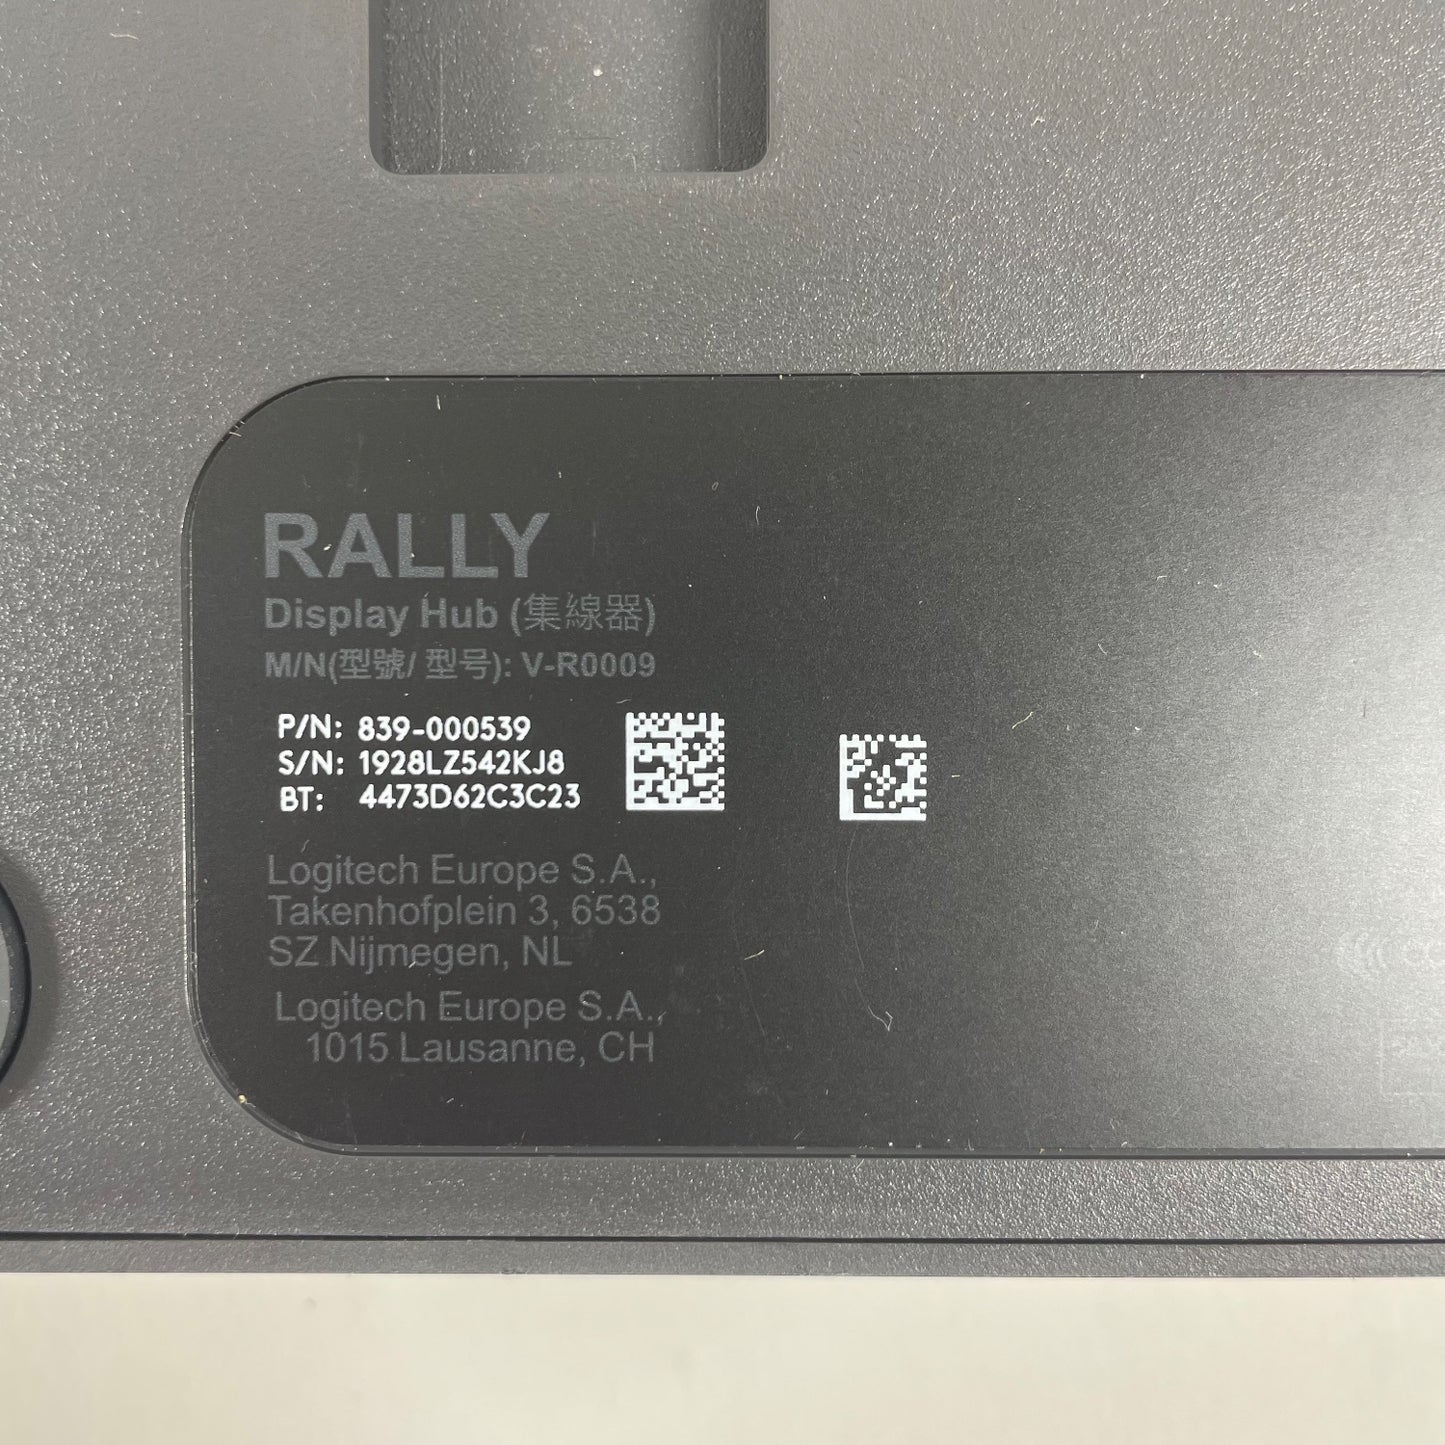 RALLY
Display Hub (集線器)
M/N(型號/ 型号): V-R0009
P/N: 839-000539
S/N: 1928LZ542KJ8
BT: 4473D62C3C23
Logitech Europe S.A.,
Takenhofplein 3, 6538
SZ Nijmegen, NL
Logitech Europe S.A.,
1015 Lausanne, CH